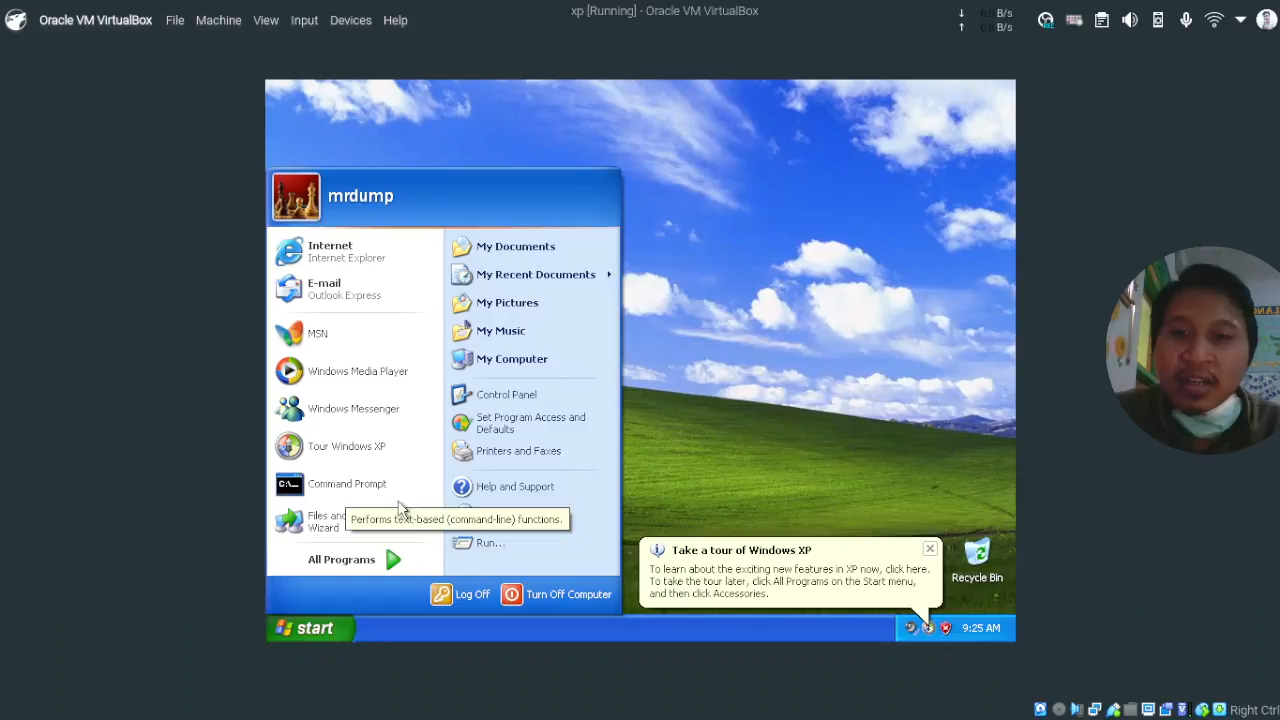 xp [Running] - Oracle VM VirtualBox
Oracle VM VirtualBox File Machine View Input Devices Help
0.0 B/s
0.0 B/s
mrdump
Internet
Internet Explorer
E-mail
Outlook Express
MSN
Windows Media Player
Windows Messenger
Tour Windows XP
Command Prompt
Files and
Wizard
Performs text-based (command-line) functions.
All Programs
My Documents
My Recent Documents
My Pictures
My Music
My Computer
Control Panel
Set Program Access and
Defaults
Printers and Faxes
Help and Support
Run...
Log Off Turn Off Computer
Take a tour of Windows XP
To learn about the exciting new features in XP now, click here.
To take the tour later, click All Programs on the Start menu,
and then click Accessories.
Recycle Bin
start
9:25 AM
Right Ctrl